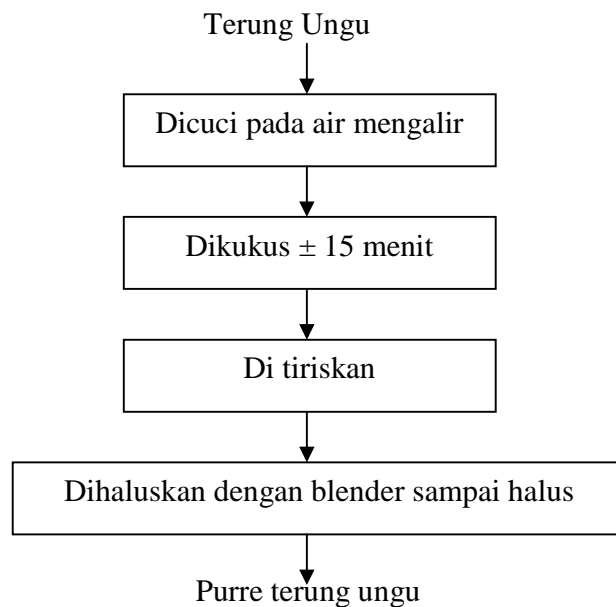 Terung Ungu
Dicuci pada air mengalir
Dikukus ± 15 menit
Di tiriskan
Dihaluskan dengan blender sampai halus
Purre terung ungu